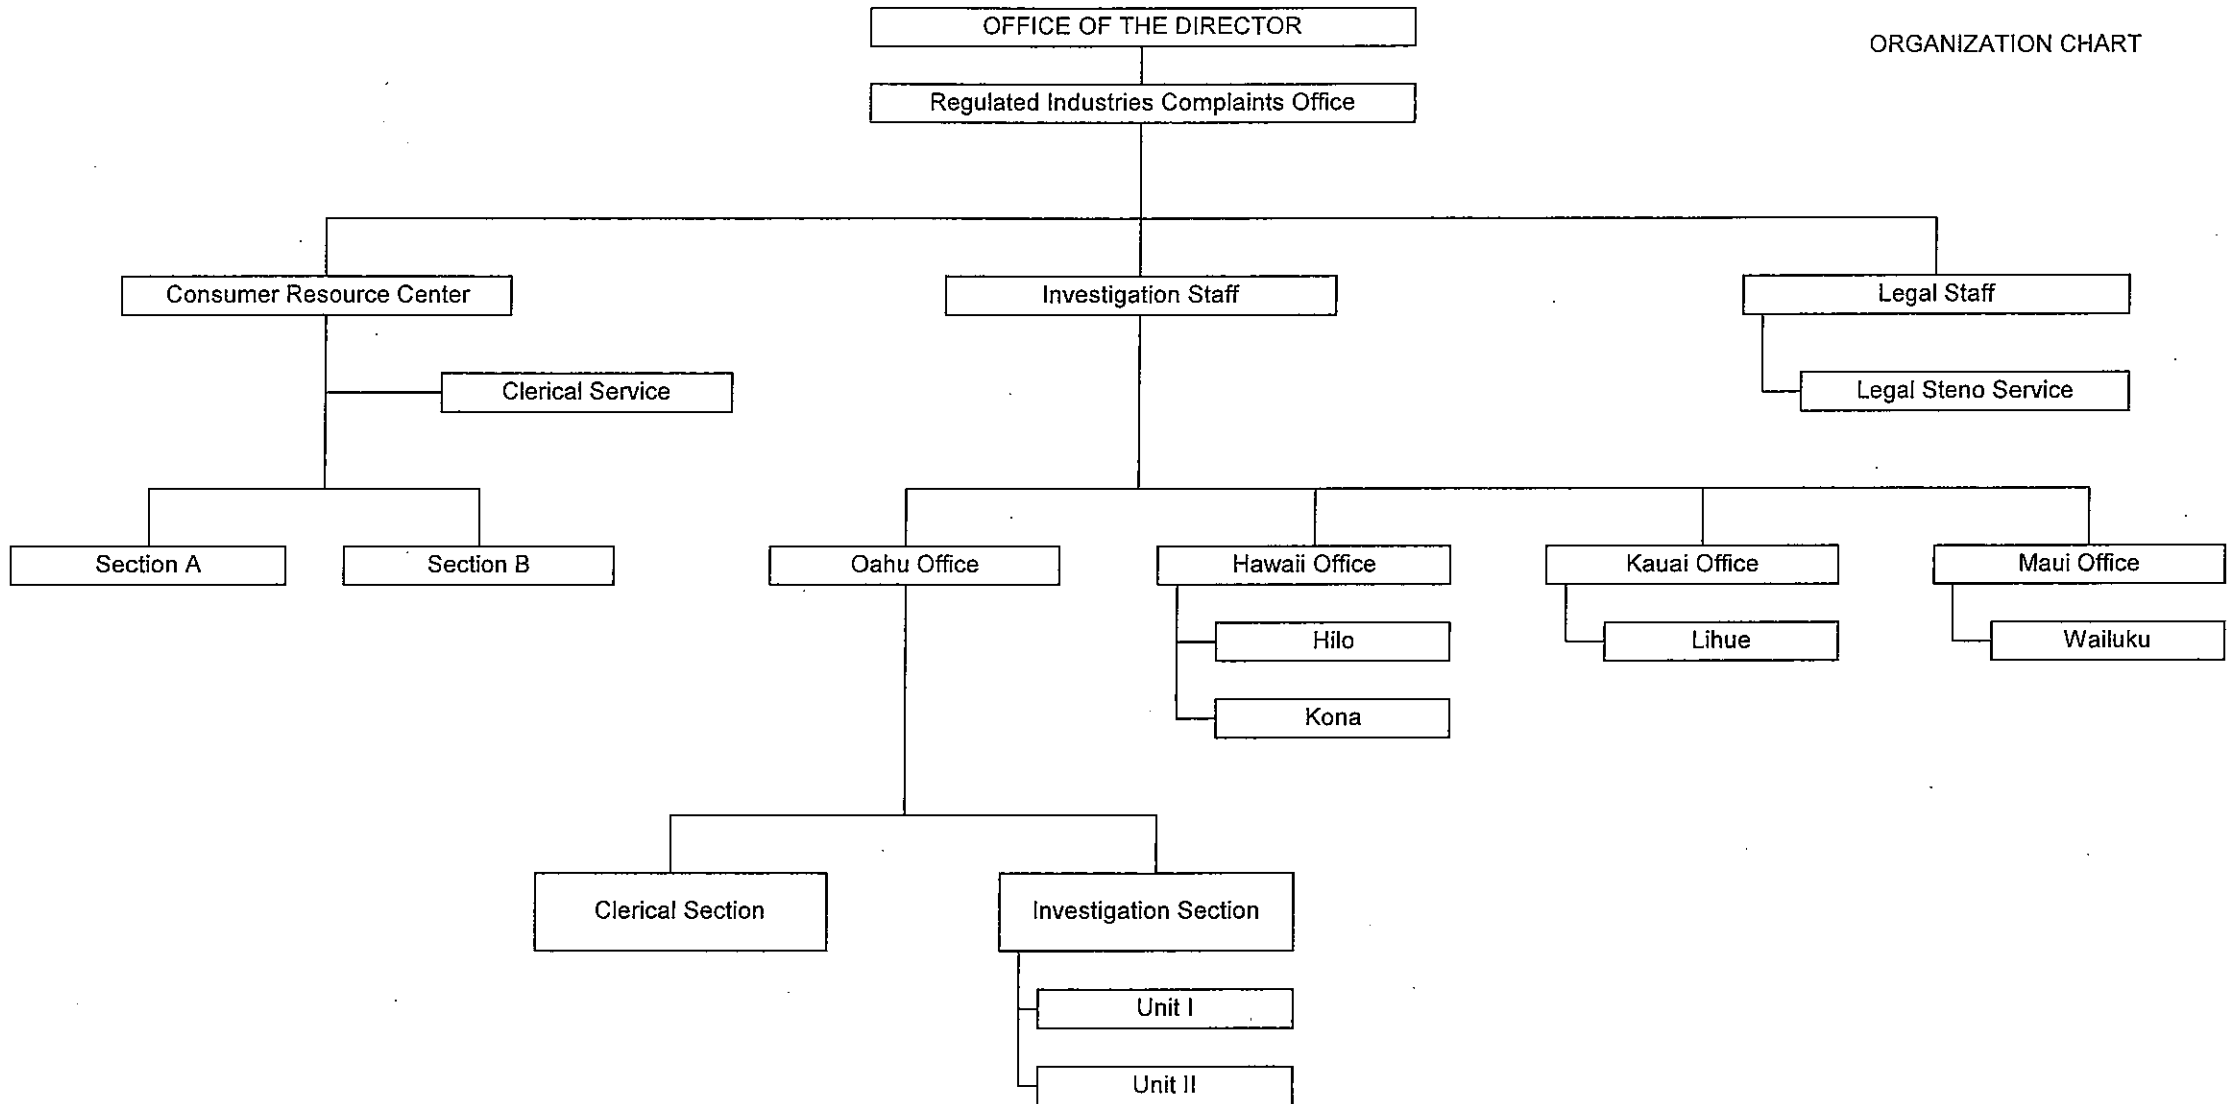 OFFICE OF THE DIRECTOR
ORGANIZATION CHART
Regulated Industries Complaints Office
Consumer Resource Center
Investigation Staff
Legal Staff
Clerical Service
Legal Steno Service
Section A
Section B
Oahu Office
Hawaii Office
Kauai Office
Maui Office
Hilo
Lihue
Wailuku
Kona
Clerical Section
Investigation Section
Unit I
Unit II